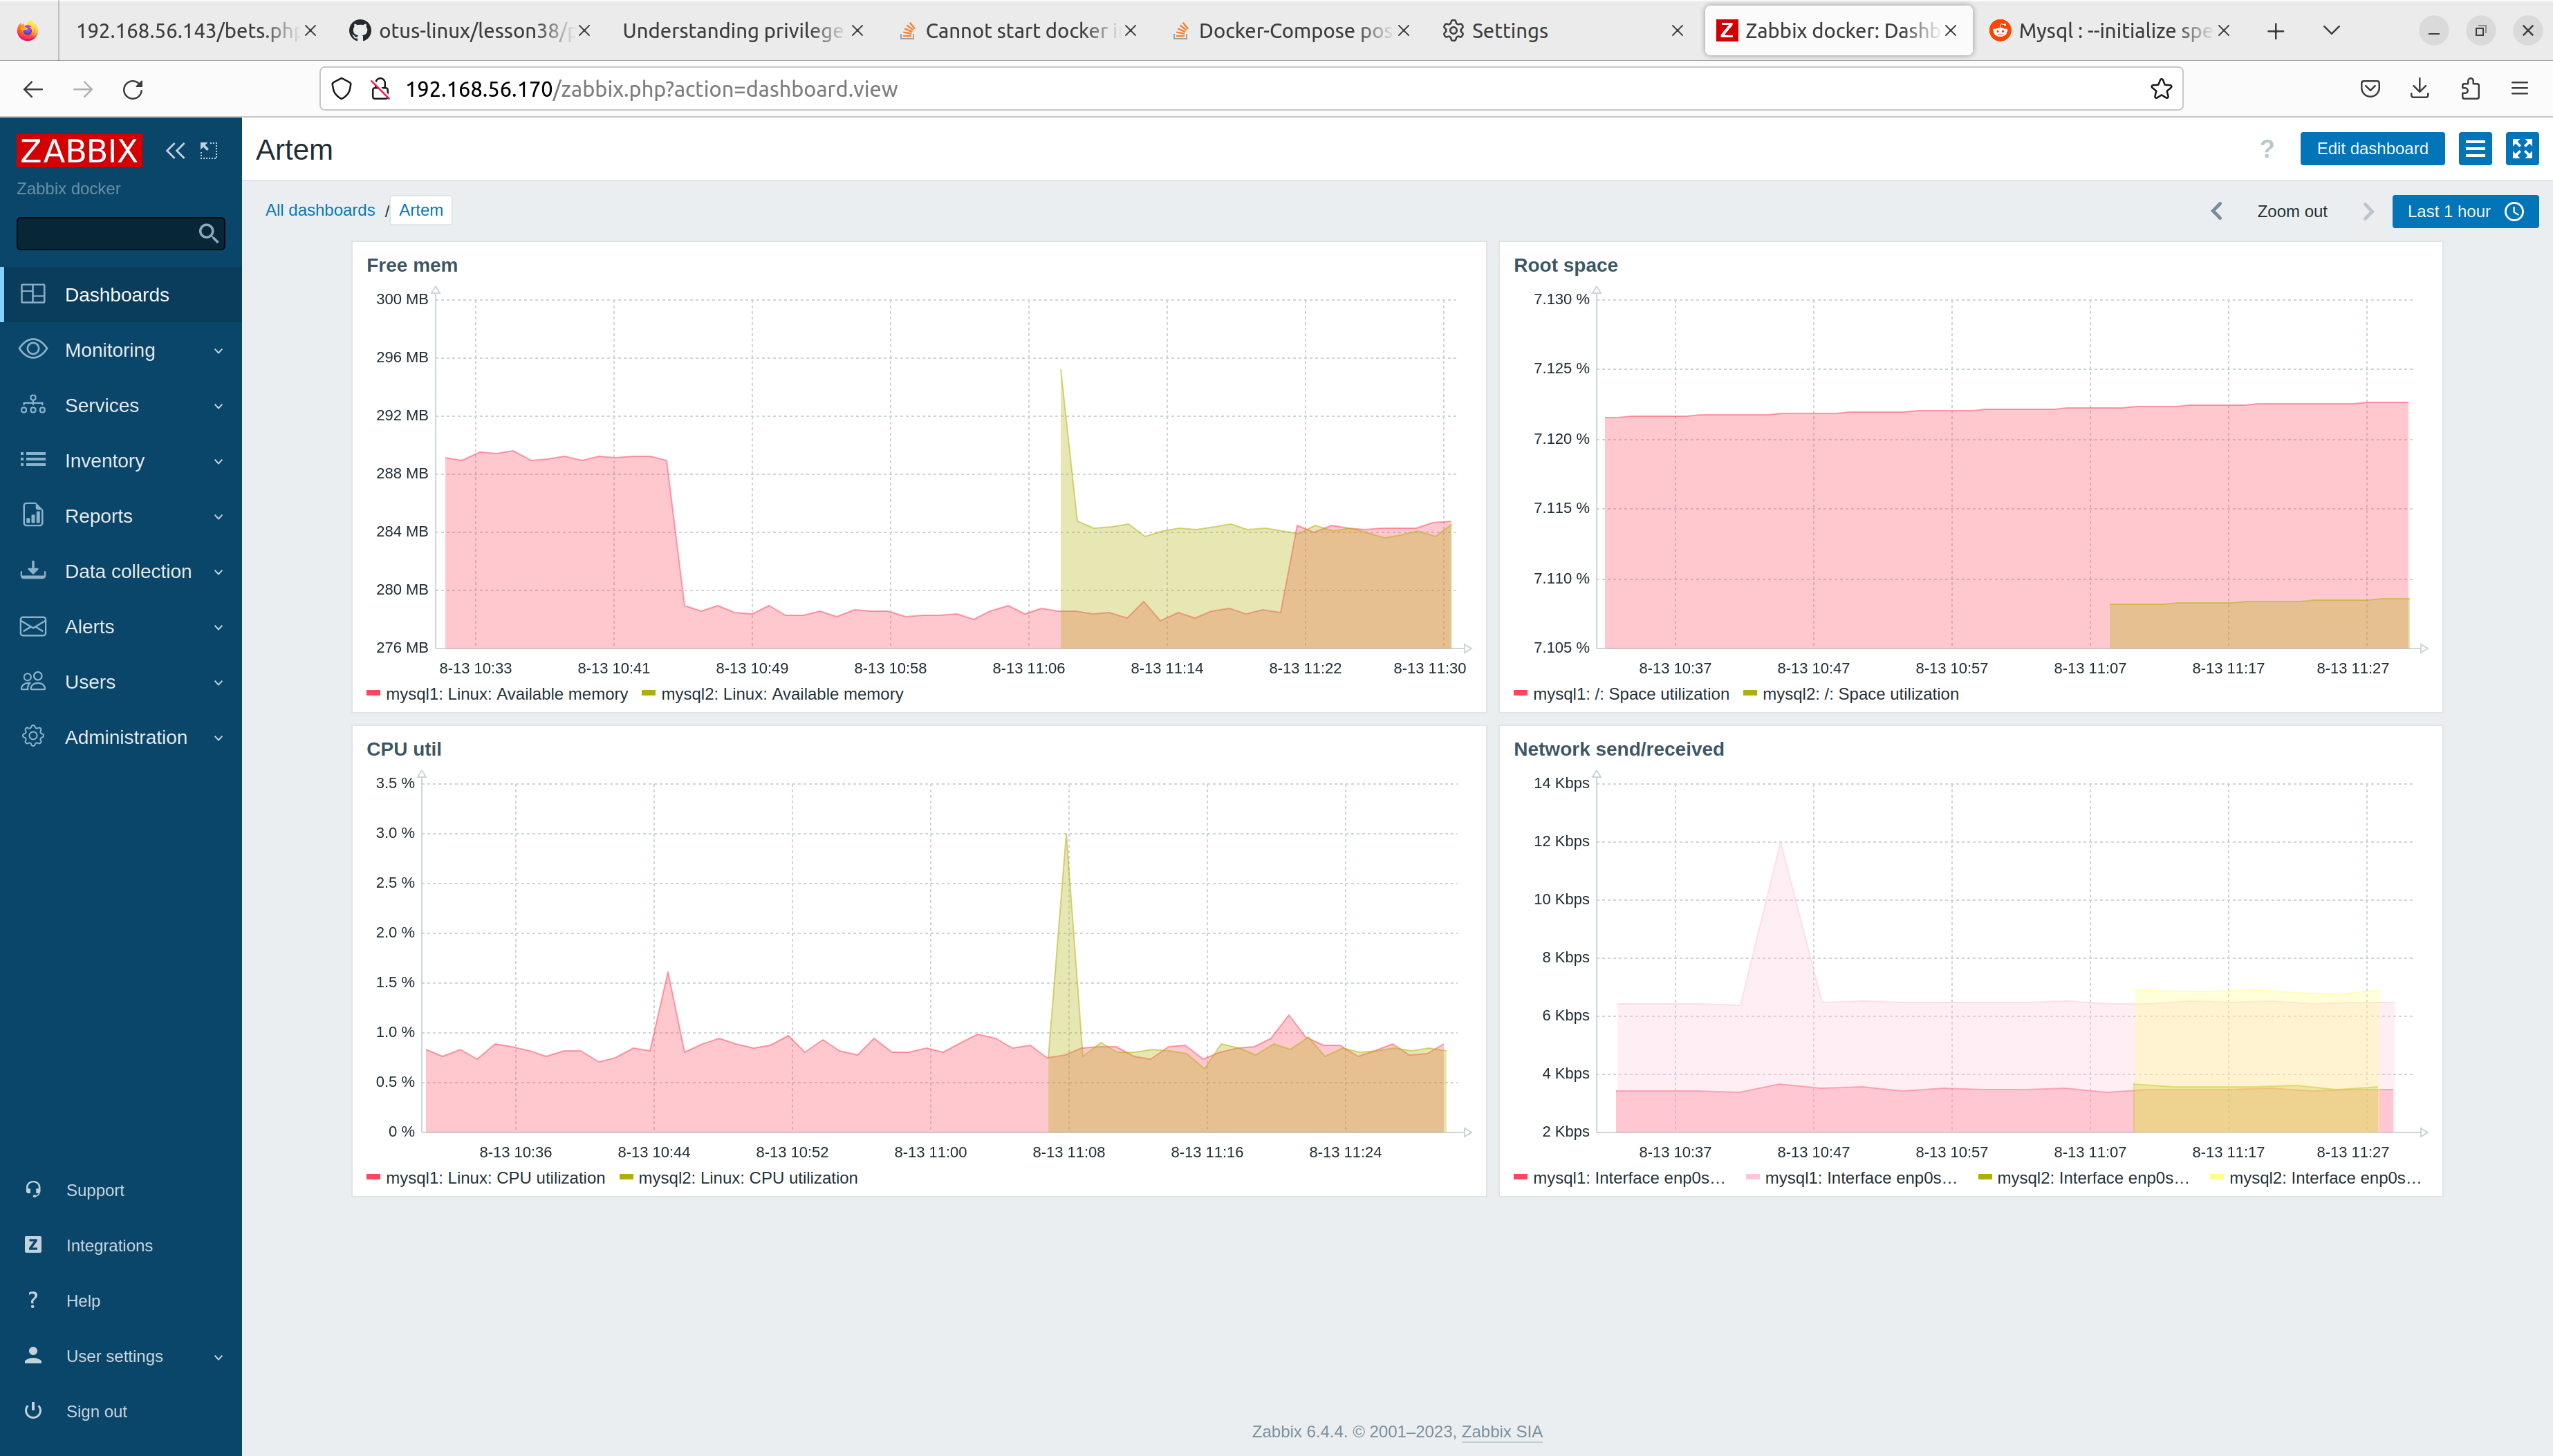 192.168.56.143/bets.php
otus-linux/lesson38/p
Understanding privilege
Cannot start docker i
Docker-Compose pos
Settings
Zabbix docker: Dashb
Mysql : --initialize spe
192.168.56.170/zabbix.php?action=dashboard.view
ZABBIX
Zabbix docker
Dashboards
Monitoring
Services
Inventory
Reports
Data collection
Alerts
Users
Administration
Support
Z Integrations
? Help
User settings
Sign out
Artem
?
Edit dashboard
All dashboards / Artem
Zoom out
Last 1 hour
Free mem
300 MB
296 MB
292 MB
288 MB
284 MB
280 MB
276 MB
8-13 10:33 8-13 10:41 8-13 10:49 8-13 10:58 8-13 11:06 8-13 11:14 8-13 11:22 8-13 11:30
mysql1: Linux: Available memory mysql2: Linux: Available memory
Root space
7.130 %
7.125 %
7.120 %
7.115 %
7.110 %
7.105 %
8-13 10:37 8-13 10:47 8-13 10:57 8-13 11:07 8-13 11:17 8-13 11:27
mysql1: /: Space utilization mysql2: /: Space utilization
CPU util
3.5 %
3.0 %
2.5 %
2.0 %
1.5 %
1.0 %
0.5 %
0 %
8-13 10:36 8-13 10:44 8-13 10:52 8-13 11:00 8-13 11:08 8-13 11:16 8-13 11:24
mysql1: Linux: CPU utilization mysql2: Linux: CPU utilization
Network send/received
14 Kbps
12 Kbps
10 Kbps
8 Kbps
6 Kbps
4 Kbps
2 Kbps
8-13 10:37 8-13 10:47 8-13 10:57 8-13 11:07 8-13 11:17 8-13 11:27
mysql1: Interface enp0s... mysql1: Interface enp0s... mysql2: Interface enp0s... mysql2: Interface enp0s...
Zabbix 6.4.4. © 2001–2023, Zabbix SIA